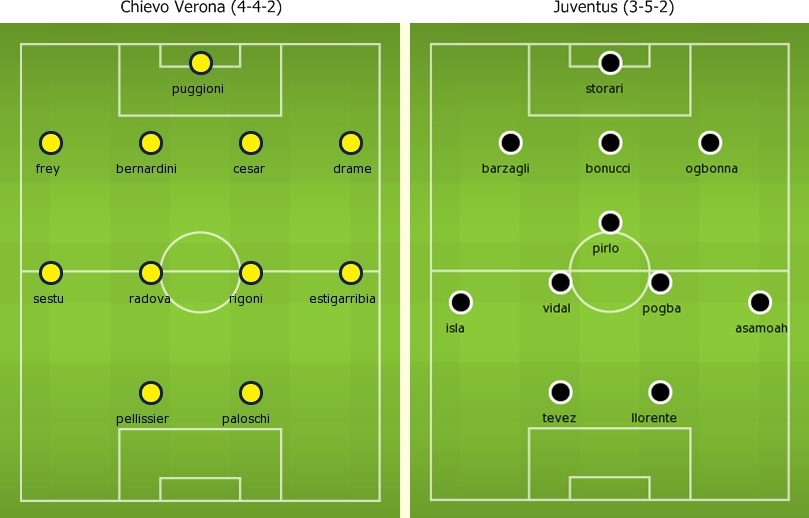 Chievo Verona (4-4-2)
puggioni
frey bernardini cesar drame
sestu radova rigoni estigarribia
pellissier paloschi
Juventus (3-5-2)
storari
barzagli bonucci ogbonna
pirlo
vidal pogba
isla asamoah
tevez llorente